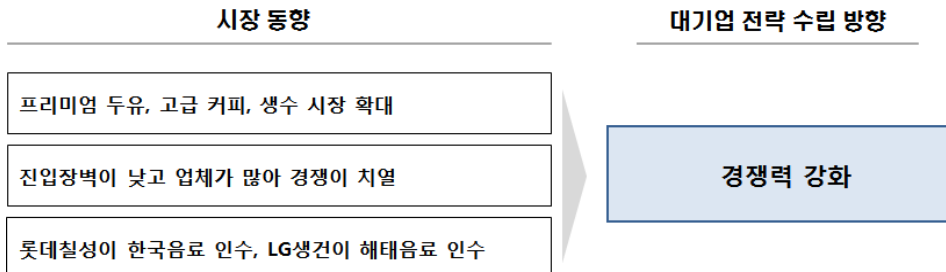 시장 동향
대기업 전략 수립 방향
프리미엄 두유, 고급 커피, 생수 시장 확대
진입장벽이 낮고 업체가 많아 경쟁이 치열
롯데칠성이 한국음료 인수, LG생건이 해태음료 인수
경쟁력 강화